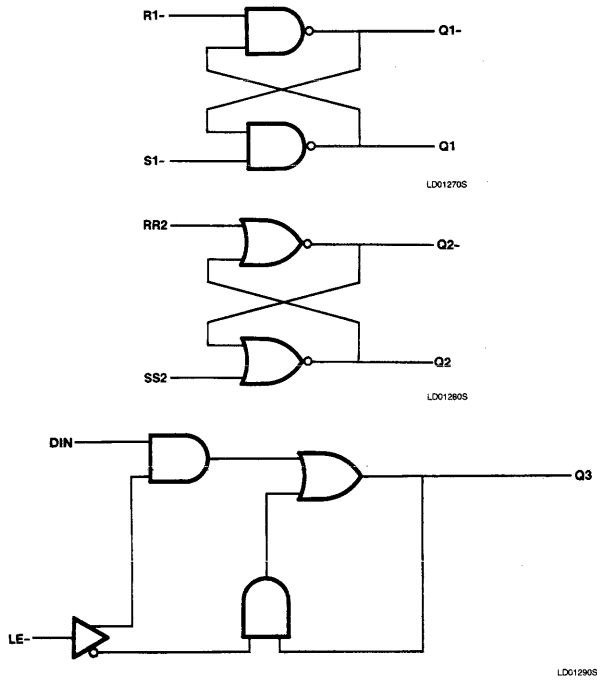 R1-
Q1-
Q1
S1-
LD01270S
RR2
Q2-
Q2
SS2
LD01280S
DIN
Q3
LE-
LD01290S